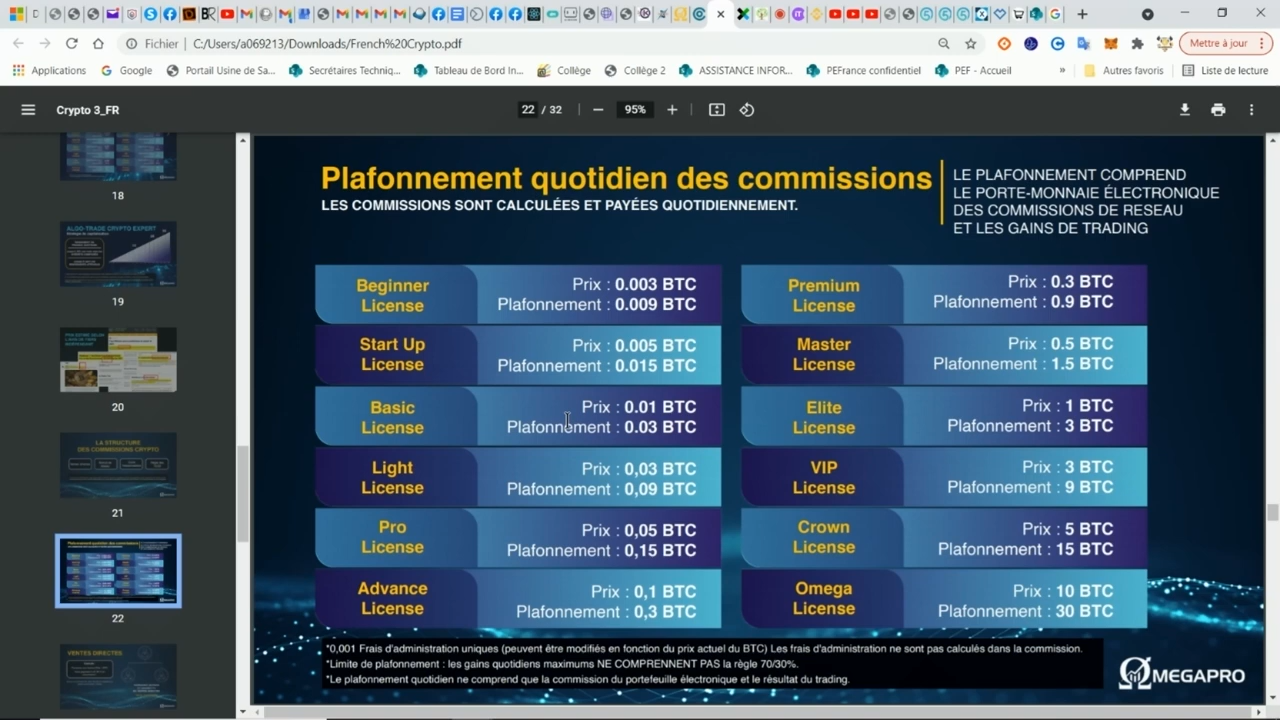 Fichier
C:/Users/a069213/Downloads/French%20Crypto.pdf
Mettre à jour
Applications
Google
Portail Usine de Sa...
Secrétaires Techniq...
Tableau de Bord In...
Collège
Collège 2
ASSISTANCE INFOR...
PEFrance confidentiel
PEF - Accueil
»
Autres favoris
Liste de lecture
Crypto 3_FR
22 / 32
95%
18
ALGO-TRADE CRYPTO EXPERT
19
20
LA STRUCTURE
DES COMMISSIONS CRYPTO
21
22
VENTES DIRECTES
Plafonnement quotidien des commissions
LES COMMISSIONS SONT CALCULÉES ET PAYÉES QUOTIDIENNEMENT.
LE PLAFONNEMENT COMPREND
LE PORTE-MONNAIE ÉLECTRONIQUE
DES COMMISSIONS DE RESEAU
ET LES GAINS DE TRADING
Beginner
License
Prix : 0.003 BTC
Plafonnement : 0.009 BTC
Start Up
License
Prix : 0.005 BTC
Plafonnement : 0.015 BTC
Basic
License
Prix : 0.01 BTC
Plafonnement : 0.03 BTC
Light
License
Prix : 0,03 BTC
Plafonnement : 0,09 BTC
Pro
License
Prix : 0,05 BTC
Plafonnement : 0,15 BTC
Advance
License
Prix : 0,1 BTC
Plafonnement : 0,3 BTC
Premium
License
Prix : 0.3 BTC
Plafonnement : 0.9 BTC
Master
License
Prix : 0.5 BTC
Plafonnement : 1.5 BTC
Elite
License
Prix : 1 BTC
Plafonnement : 3 BTC
VIP
License
Prix : 3 BTC
Plafonnement : 9 BTC
Crown
License
Prix : 5 BTC
Plafonnement : 15 BTC
Omega
License
Prix : 10 BTC
Plafonnement : 30 BTC
frais d'administration uniques (peuvent être modifiés en fonction du prix actuel du BTC) Les frais d'administration ne sont pas calculés dans la commission.
*Limite de plafonnement : les gains quotidiens maximums NE COMPRENNENT PAS la règle
*Le plafonnement quotidien ne comprend que la commission du portefeuille électronique et le résultat du trading.
MEGAPRO